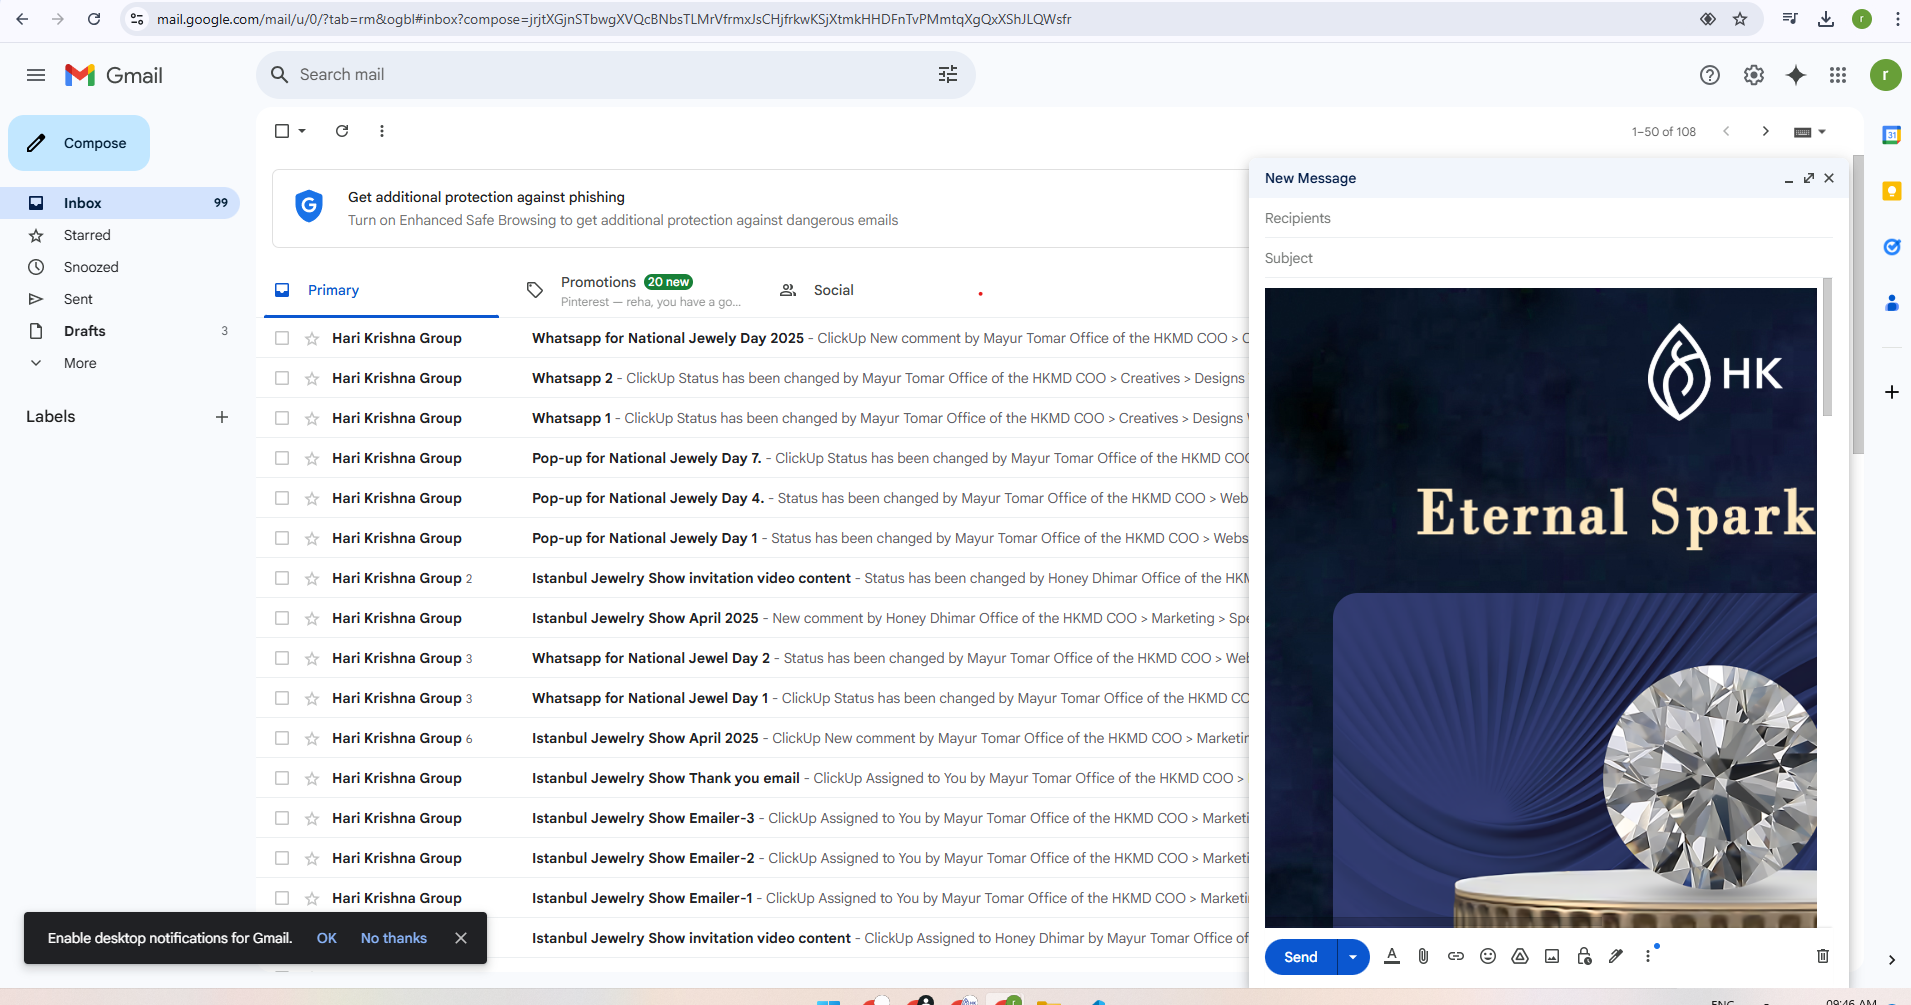 mail.google.com/mail/u/0/?tab=rm&ogbl#inbox?compose=jrjtXGjnSTbwgXVQcBNbsTLMrVfrmxJsCHjfrkwKSjXtmkHHDFnTvPMmtqXgQxXShJLQWsfr
r
Gmail
Search mail
r
Compose
1–50 of 108
31
Inbox 99
Starred
Snoozed
Sent
Drafts 3
More
Labels
G
Get additional protection against phishing
Turn on Enhanced Safe Browsing to get additional protection against dangerous emails
Primary
Promotions 20 new
Pinterest — reha, you have a go...
Social
Hari Krishna Group Whatsapp for National Jewely Day 2025 - ClickUp New comment by Mayur Tomar Office of the HKMD COO > C
Hari Krishna Group Whatsapp 2 - ClickUp Status has been changed by Mayur Tomar Office of the HKMD COO > Creatives > Designs
Hari Krishna Group Whatsapp 1 - ClickUp Status has been changed by Mayur Tomar Office of the HKMD COO > Creatives > Designs
Hari Krishna Group Pop-up for National Jewely Day 7. - ClickUp Status has been changed by Mayur Tomar Office of the HKMD COO
Hari Krishna Group Pop-up for National Jewely Day 4. - Status has been changed by Mayur Tomar Office of the HKMD COO > Web
Hari Krishna Group Pop-up for National Jewely Day 1 - Status has been changed by Mayur Tomar Office of the HKMD COO > Webs
Hari Krishna Group 2 Istanbul Jewelry Show invitation video content - Status has been changed by Honey Dhimar Office of the HKM
Hari Krishna Group Istanbul Jewelry Show April 2025 - New comment by Honey Dhimar Office of the HKMD COO > Marketing > Spe
Hari Krishna Group 3 Whatsapp for National Jewel Day 2 - Status has been changed by Mayur Tomar Office of the HKMD COO > Wel
Hari Krishna Group 3 Whatsapp for National Jewel Day 1 - ClickUp Status has been changed by Mayur Tomar Office of the HKMD CO
Hari Krishna Group 6 Istanbul Jewelry Show April 2025 - ClickUp New comment by Mayur Tomar Office of the HKMD COO > Marketin
Hari Krishna Group Istanbul Jewelry Show Thank you email - ClickUp Assigned to You by Mayur Tomar Office of the HKMD COO >
Hari Krishna Group Istanbul Jewelry Show Emailer-3 - ClickUp Assigned to You by Mayur Tomar Office of the HKMD COO > Marketi
Hari Krishna Group Istanbul Jewelry Show Emailer-2 - ClickUp Assigned to You by Mayur Tomar Office of the HKMD COO > Marketi
Hari Krishna Group Istanbul Jewelry Show Emailer-1 - ClickUp Assigned to You by Mayur Tomar Office of the HKMD COO > Marketi
Istanbul Jewelry Show invitation video content - ClickUp Assigned to Honey Dhimar by Mayur Tomar Office of
Enable desktop notifications for Gmail. OK No thanks
New Message
Recipients
Subject
HK
Eternal Spark
Send
ENG
09:46 AM